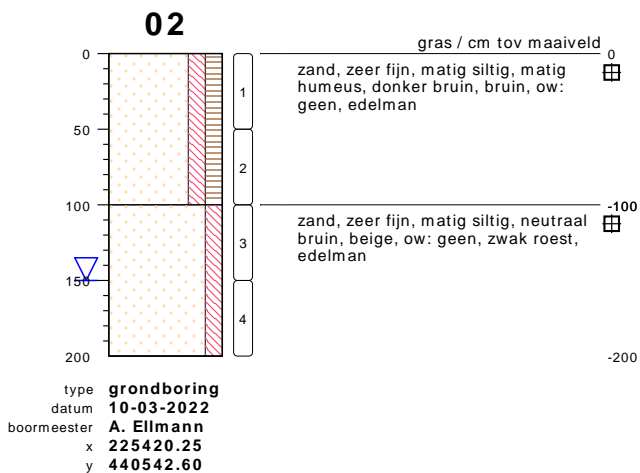 02
gras / cm tov maaiveld
0
0
zand, zeer fijn, matig siltig, matig
humeus, donker bruin, bruin, ow:
geen, edelman
1
50
2
100
-100
zand, zeer fijn, matig siltig, neutraal
bruin, beige, ow: geen, zwak roest,
edelman
3
150
4
200
-200
type grondboring
datum 10-03-2022
boormeester A. Ellmann
x 225420.25
y 440542.60